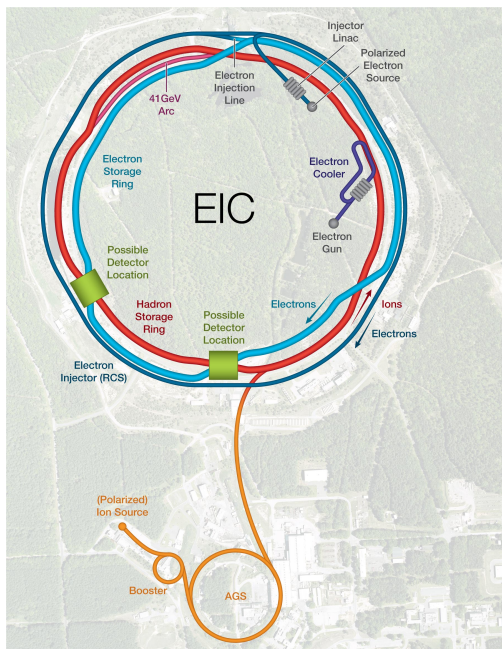 Injector
Linac
Polarized
Electron
Source
Electron
Injection
Line
41GeV
Arc
Electron
Storage
Ring
Electron
Cooler
EIC
Electron
Gun
Possible
Detector
Location
Hadron
Storage
Ring
Possible
Detector
Location
Electrons
Ions
Electrons
Electron
Injector (RCS)
(Polarized)
Ion Source
Booster
AGS